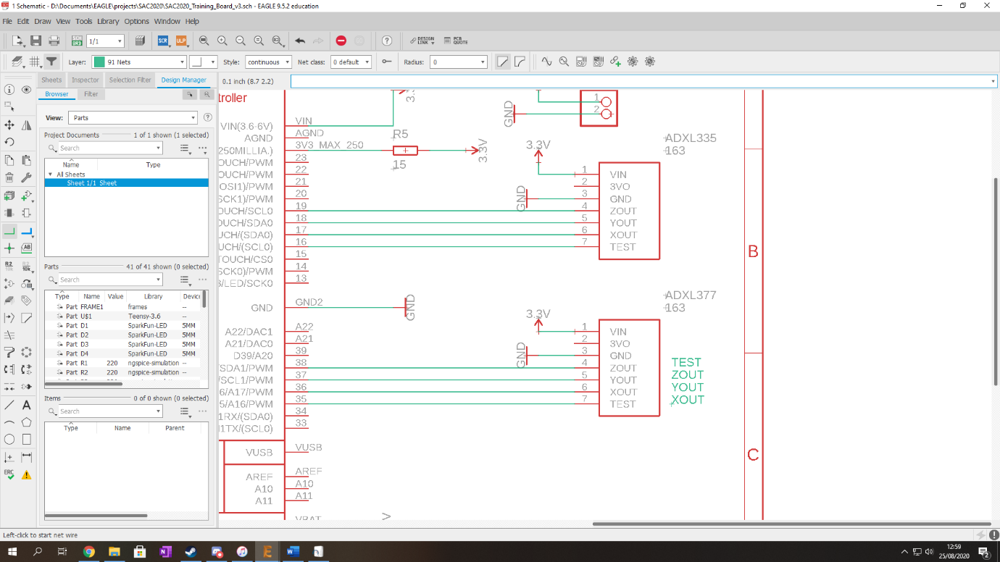 1 Schematic - D:\Documents\EAGLE\projects\SAC2020\SAC2020_Training_Board_v3.sch - EAGLE 9.5.2 education
File Edit Draw View Tools Library Options Window Help
SCH BRD 1/1 SCR ULP DESIGN LINK PCB QUOTE
Layer: 91 Nets Style: continuous Net class: 0 default Radius: 0
Sheets Inspector Selection Filter Design Manager
0.1 inch (8.7 2.2)
Browser Filter
View: Parts
Project Documents 1 of 1 shown (1 selected)
Search
Name Type
All Sheets
Sheet 1/1 Sheet
Parts 41 of 41 shown (0 selected)
Search
Type Name Value Library Device
Part FRAME1 frames --
Part U$1 Teensy-3.6 --
Part D1 SparkFun-LED 5MM
Part D2 SparkFun-LED 5MM
Part D3 SparkFun-LED 5MM
Part D4 SparkFun-LED 5MM
Part R1 220 ngspice-simulation --
Part R2 220 ngspice-simulation --
Items 0 of 0 shown (0 selected)
Search
Type Name Parent
R2
10k
R2
10k
AB
A
ERC
troller
VIN(3.6-6V) VIN
AGND AGND
250MILLIA.) 3V3 MAX 250
OUCH/PWM 23
OUCH/PWM 22
OSI1)/PWM 21
SCK1)/PWM 20
OUCH/SCL0 19
OUCH/SDA0 18
UCH/(SDA0) 17
UCH/(SCL0) 16
TOUCH/CS0 15
SCK0)/PWM 14
/LED/SCK0 13
GND GND2
GND
A22/DAC1 A22
A21/DAC0 A21
D39/A20 39
/SDA1/PWM 38
/SCL1/PWM 37
6/A17/PWM 36
5/A16/PWM 35
1RX/(SDA0) 34
1TX/(SCL0) 33
VUSB VUSB
AREF AREF
A10 A10
A11 A11
VBAT
V
R5
15
3.3V
3.
GND
1
2
ADXL335
163
3.3V
GND
1 VIN
2 3VO
3 GND
4 ZOUT
5 YOUT
6 XOUT
7 TEST
ADXL377
163
3.3V
GND
1 VIN
2 3VO
3 GND
4 ZOUT
5 YOUT
6 XOUT
7 TEST
TEST
ZOUT
YOUT
XOUT
B
C
Left-click to start net wire
12:59
25/08/2020
2